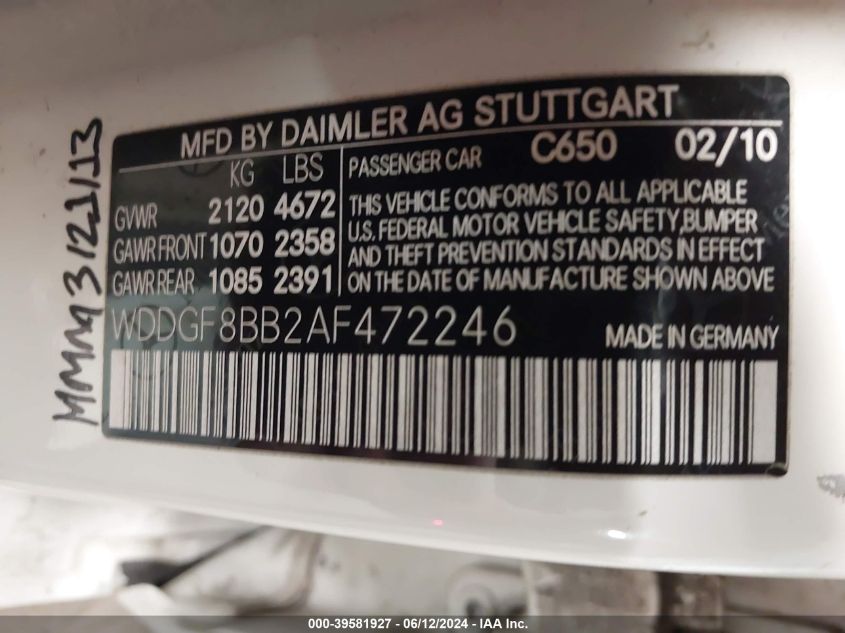 MFD BY DAIMLER AG STUTTGART
KG LBS
GVWR 2120 4672
GAWR FRONT 1070 2358
GAWR REAR 1085 2391
PASSENGER CAR C650 02/10
THIS VEHICLE CONFORMS TO ALL APPLICABLE
U.S. FEDERAL MOTOR VEHICLE SAFETY,BUMPER
AND THEFT PREVENTION STANDARDS IN EFFECT
ON THE DATE OF MANUFACTURE SHOWN ABOVE
WDDGF8BB2AF472246 MADE IN GERMANY
000-39581927 - 06/12/2024 - IAA Inc.